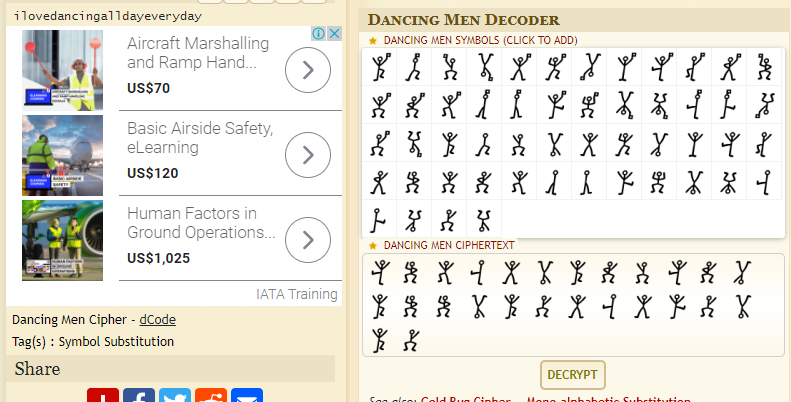 ilovedancingalldayeveryday
Aircraft Marshalling
and Ramp Hand...
US$70
Basic Airside Safety,
eLearning
US$120
Human Factors in
Ground Operations...
US$1,025
IATA Training
Dancing Men Cipher - dCode
Tag(s) : Symbol Substitution
Share
Dancing Men Decoder
★ DANCING MEN SYMBOLS (CLICK TO ADD)
★ DANCING MEN CIPHERTEXT
DECRYPT
See also: Gold Bug Cipher — Mono-alphabetic Substitution